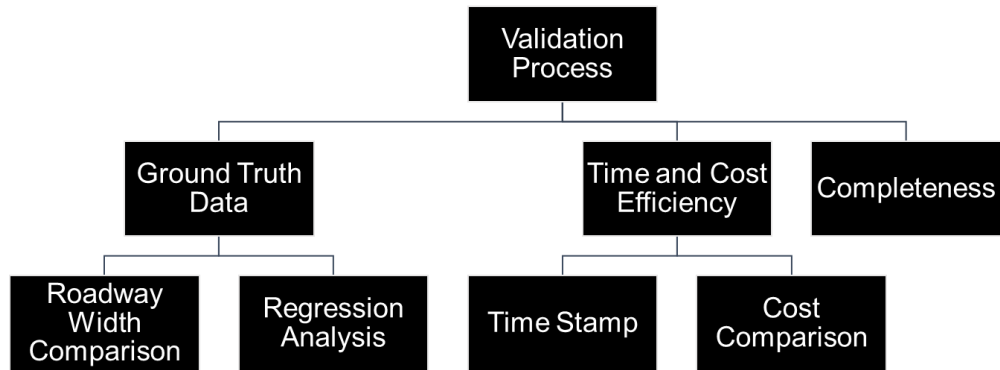 Validation
Process
Ground Truth
Data
Time and Cost
Efficiency
Completeness
Roadway
Width
Comparison
Regression
Analysis
Time Stamp
Cost
Comparison